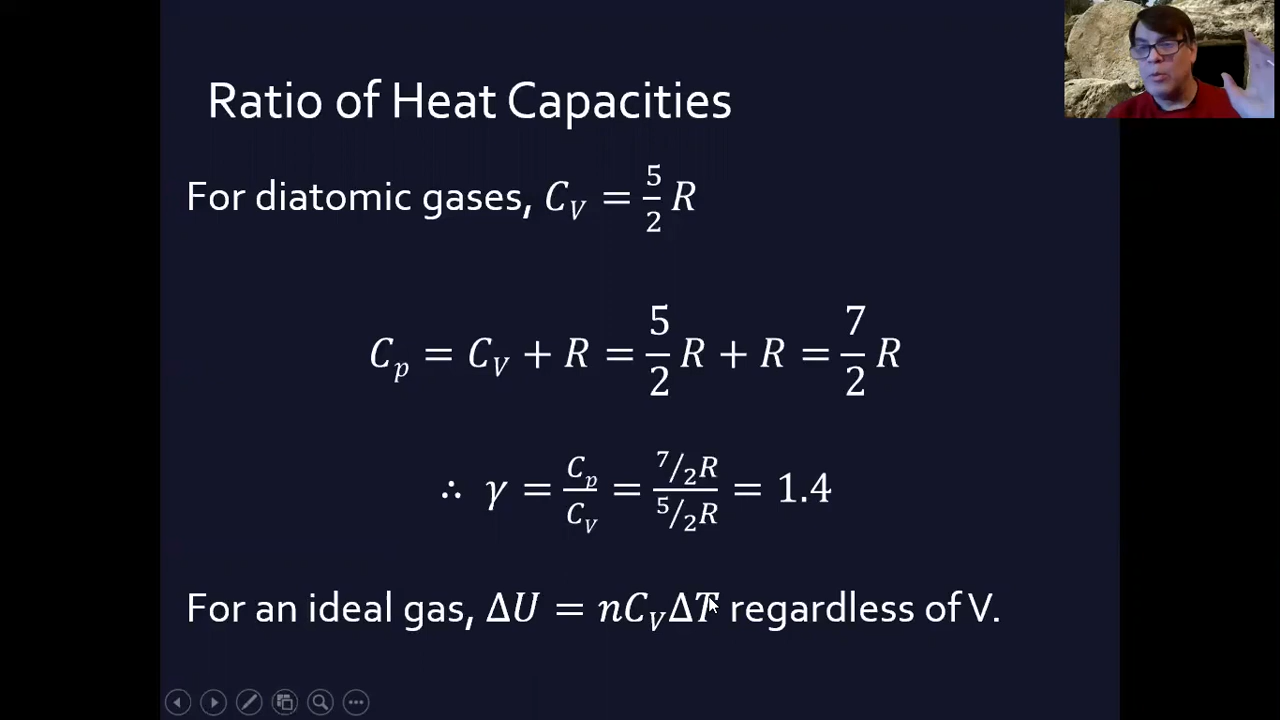 Ratio of Heat Capacities
For diatomic gases, C_V = 5/2 R
C_p = C_V + R = 5/2 R + R = 7/2 R
∴ γ = C_p/C_V = (7/2 R)/(5/2 R) = 1.4
For an ideal gas, ΔU = nC_VΔT regardless of V.